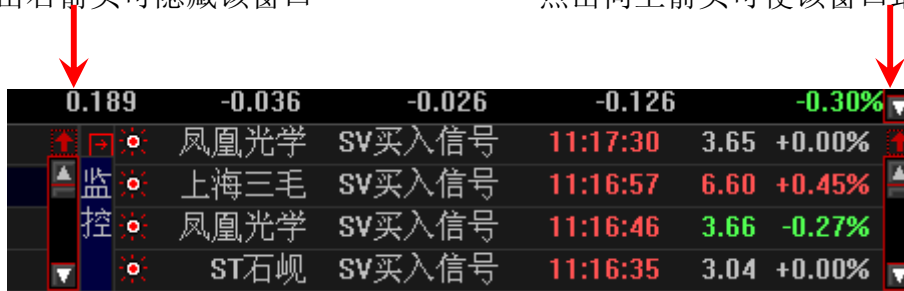 击右箭头可隐藏该窗口
点击向上箭头可使该窗口
0.189 -0.036 -0.026 -0.126 -0.30%
凤凰光学 SV买入信号 11:17:30 3.65 +0.00%
监 上海三毛 SV买入信号 11:16:57 6.60 +0.45%
控 凤凰光学 SV买入信号 11:16:46 3.66 -0.27%
ST石岘 SV买入信号 11:16:35 3.04 +0.00%